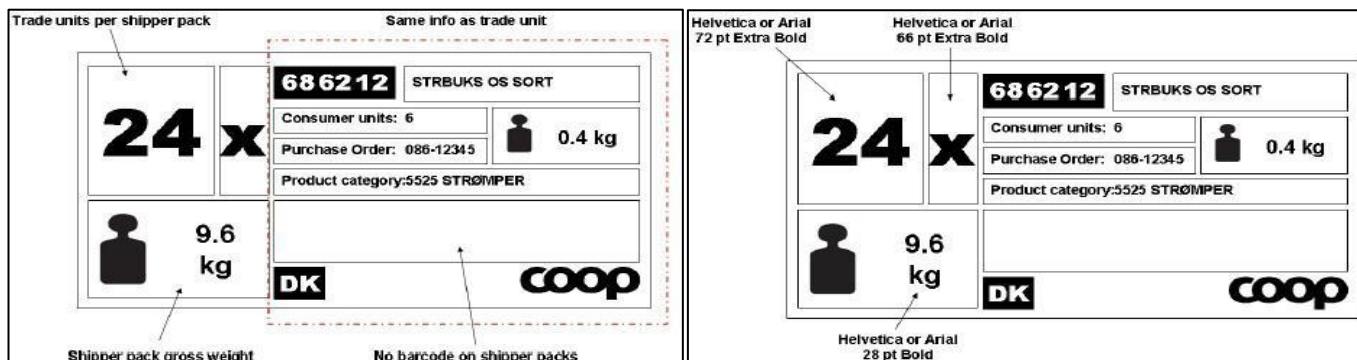 Trade units per shipper pack
Same info as trade unit
24 x
686212
STRBUKS OS SORT
Consumer units: 6
Purchase Order: 086-12345
0.4 kg
Product category:5525 STRØMPER
9.6
kg
DK
coop
Shipper pack gross weight
No barcode on shipper packs
Helvetica or Arial
72 pt Extra Bold
Helvetica or Arial
66 pt Extra Bold
24 x
686212
STRBUKS OS SORT
Consumer units: 6
Purchase Order: 086-12345
0.4 kg
Product category:5525 STRØMPER
9.6
kg
DK
coop
Helvetica or Arial
28 pt Bold